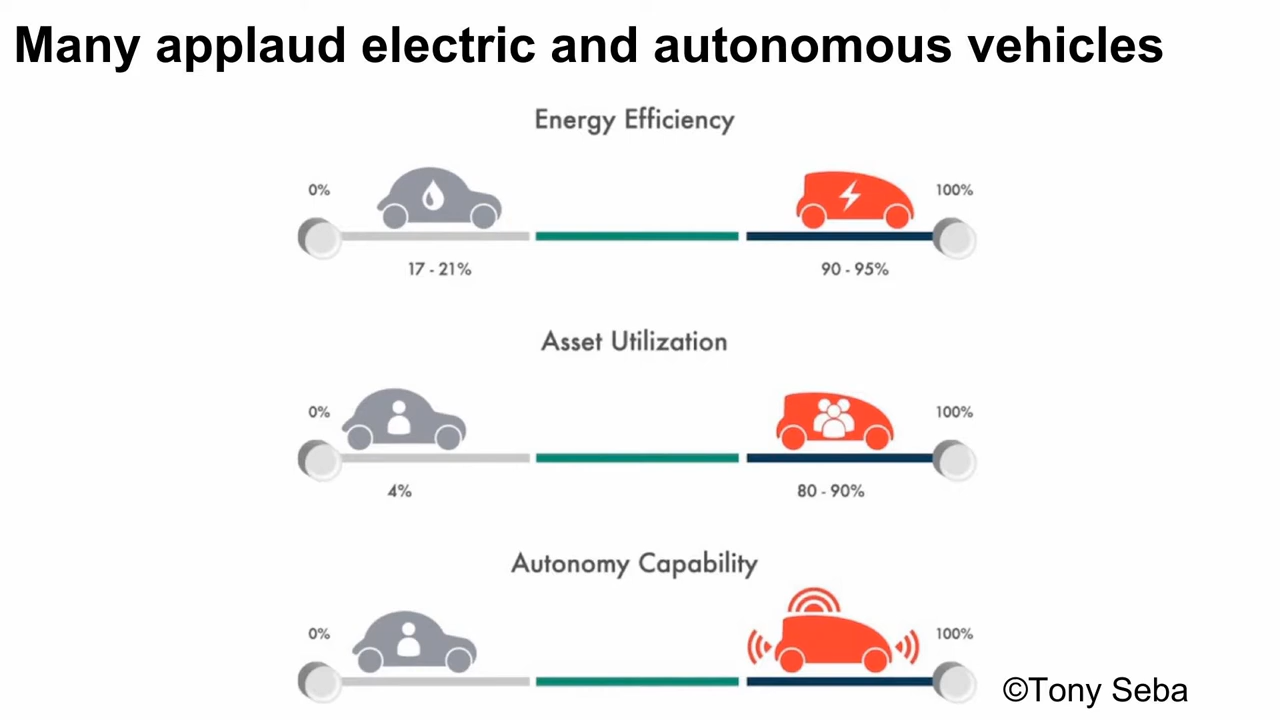 Many applaud electric and autonomous vehicles
Energy Efficiency
0%
100%
17 - 21%
90 - 95%
Asset Utilization
0%
100%
4%
80 - 90%
Autonomy Capability
0%
100%
©Tony Seba